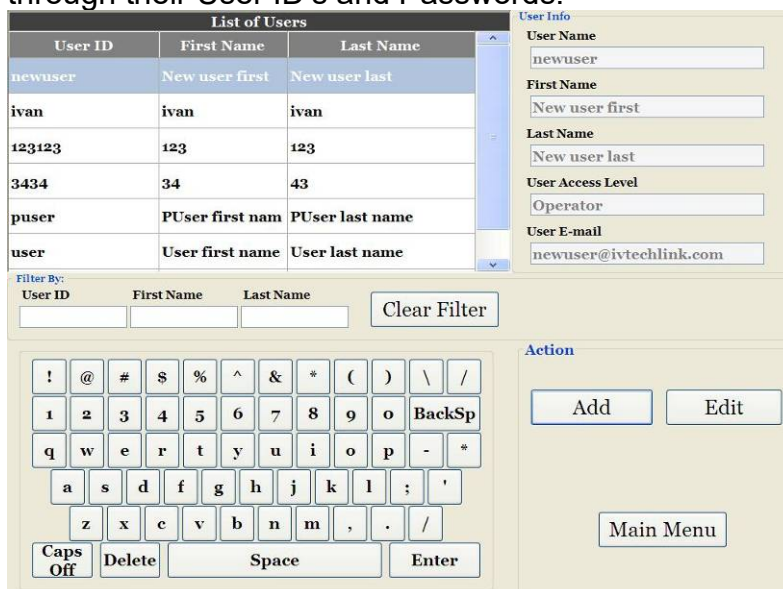 through their User ID's and Passwords.
List of Users
User ID First Name Last Name
newuser New user first New user last
ivan ivan ivan
123123 123 123
3434 34 43
puser PUser first nam PUser last name
user User first name User last name
User Info
User Name
newuser
First Name
New user first
Last Name
New user last
User Access Level
Operator
User E-mail
newuser@ivtechlink.com
Filter By:
User ID First Name Last Name
Clear Filter
! @ # $ % ^ & * ( ) \ /
1 2 3 4 5 6 7 8 9 0 BackSp
q w e r t y u i o p - *
a s d f g h j k l ; '
z x c v b n m , . /
Caps Off Delete Space Enter
Action
Add Edit
Main Menu